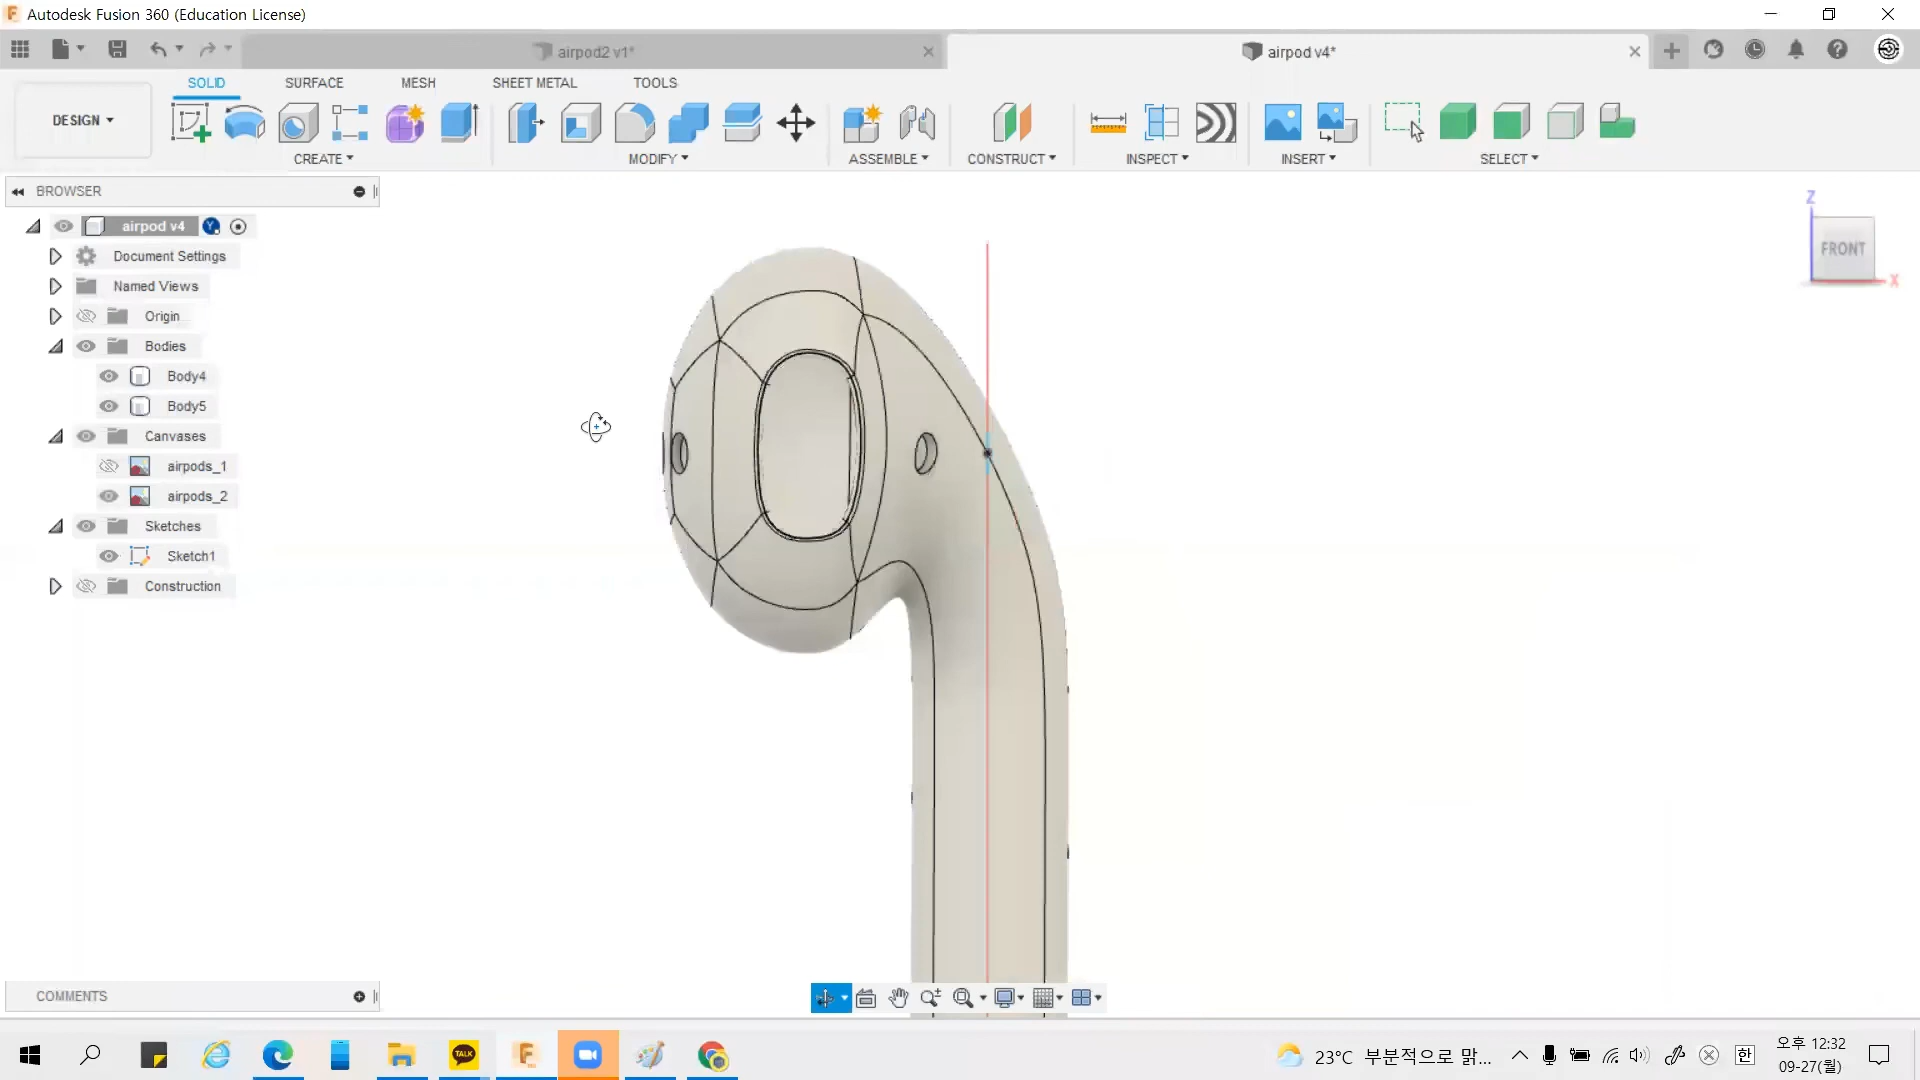 Autodesk Fusion 360 (Education License)
airpod2 v1*
airpod v4*
SOLID
SURFACE
MESH
SHEET METAL
TOOLS
DESIGN
CREATE
MODIFY
ASSEMBLE
CONSTRUCT
INSPECT
INSERT
SELECT
BROWSER
airpod v4
Document Settings
Named Views
Origin
Bodies
Body4
Body5
Canvases
airpods_1
airpods_2
Sketches
Sketch1
Construction
Z
FRONT
X
COMMENTS
TALK
23°C 부분적으로 맑...
한
오후 12:32
09-27(월)